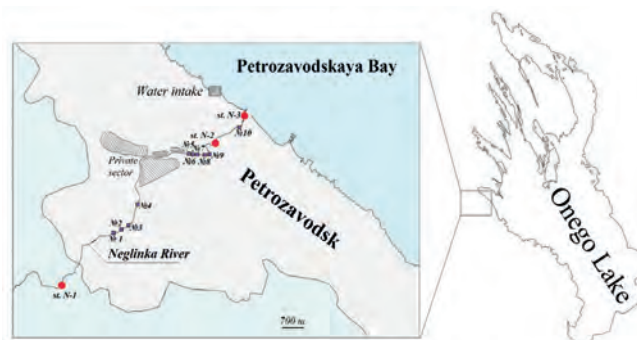 Petrozavodskaya Bay
Water intake
st. N-3
№10
st. N-2
№5
№7
№6
№8
№9
Private
sector
№4
№2
№3
№1
Petrozavodsk
Neglinka River
st. N-1
700 m
Onego Lake